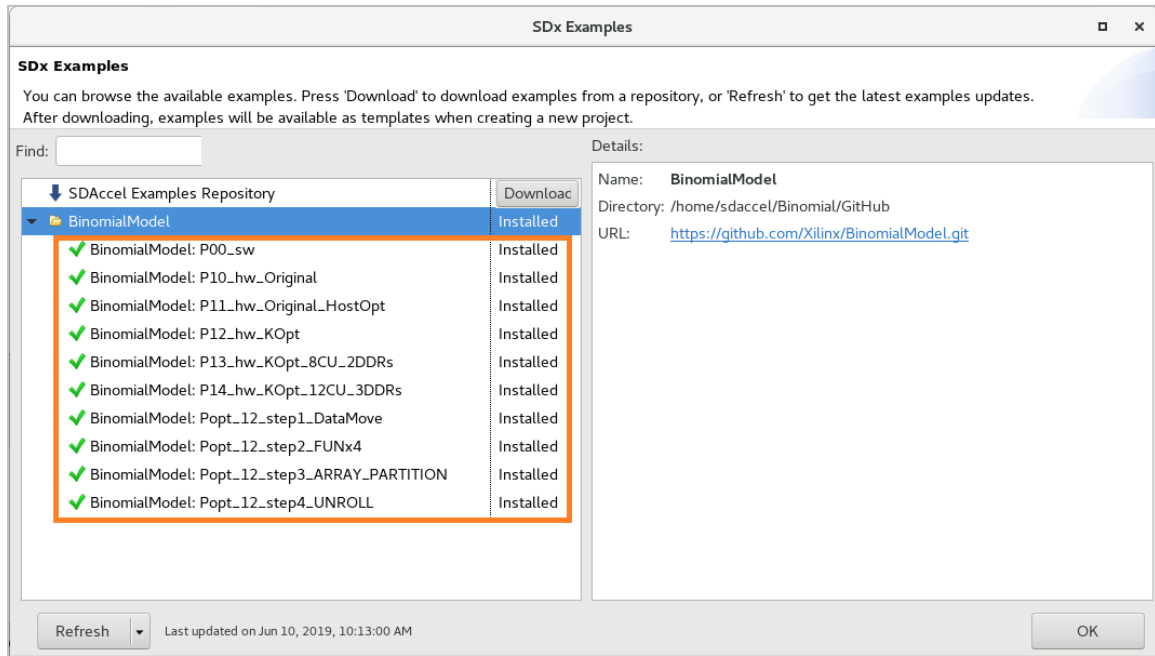 SDx Examples
SDx Examples
You can browse the available examples. Press 'Download' to download examples from a repository, or 'Refresh' to get the latest examples updates.
After downloading, examples will be available as templates when creating a new project.
Find:
SDAccel Examples Repository Downloac
BinomialModel Installed
BinomialModel: P00_sw Installed
BinomialModel: P10_hw_Original Installed
BinomialModel: P11_hw_Original_HostOpt Installed
BinomialModel: P12_hw_KOpt Installed
BinomialModel: P13_hw_KOpt_8CU_2DDRs Installed
BinomialModel: P14_hw_KOpt_12CU_3DDRs Installed
BinomialModel: Popt_12_step1_DataMove Installed
BinomialModel: Popt_12_step2_FUNx4 Installed
BinomialModel: Popt_12_step3_ARRAY_PARTITION Installed
BinomialModel: Popt_12_step4_UNROLL Installed
Details:
Name: BinomialModel
Directory: /home/sdaccel/Binomial/GitHub
URL: https://github.com/Xilinx/BinomialModel.git
Refresh Last updated on Jun 10, 2019, 10:13:00 AM OK